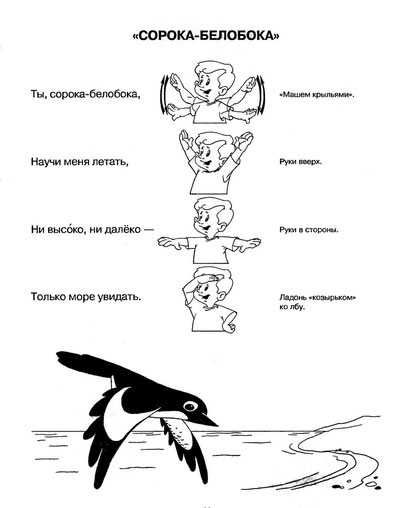 «СОРОКА-БЕЛОБОКА»
Ты, сорока-белобока,
«Машем крыльями».
Научи меня летать,
Руки вверх.
Ни высо́ко, ни далёко —
Руки в стороны.
Только море увидать.
Ладонь «козырьком»
ко лбу.